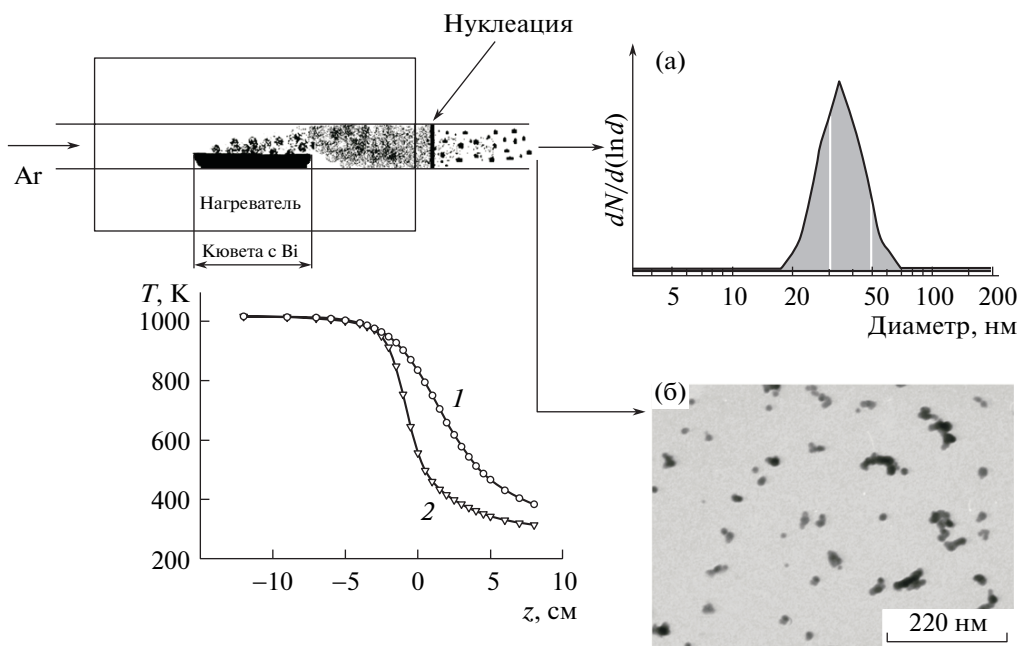 Нуклеация
Ar
Нагреватель
Кювета с Bi
(а)
dN/d(lnd)
5 10 20 50 100 200
Диаметр, нм
T, K
1000
800
600
400
200
1
2
−10 −5 0 5 10
z, см
(б)
220 нм